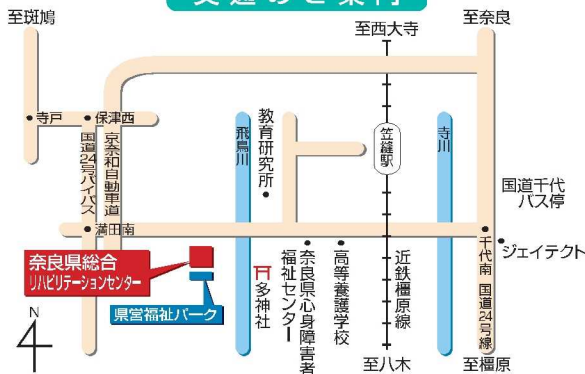 交通のご案内
至斑鳩
至西大寺
至奈良
寺戸
保津西
国道24号バイパス
京奈和自動車道
飛鳥川
教育研究所
笠縫駅
寺川
国道千代
バス停
満田南
千代南
国道24号線
ジェイテクト
奈良県総合
リハビリテーションセンター
県営福祉パーク
多神社
奈良県心身障害者
福祉センター
高等養護学校
近鉄橿原線
N
至八木
至橿原